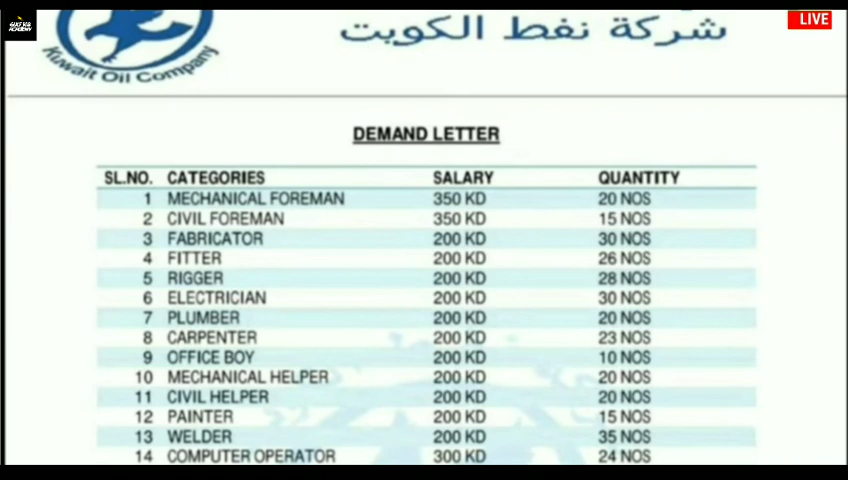 GULF JOB
ACADEMY
LIVE
شركة نفط الكويت
Kuwait Oil Company
DEMAND LETTER
SL.NO. CATEGORIES SALARY QUANTITY
1 MECHANICAL FOREMAN 350 KD 20 NOS
2 CIVIL FOREMAN 350 KD 15 NOS
3 FABRICATOR 200 KD 30 NOS
4 FITTER 200 KD 26 NOS
5 RIGGER 200 KD 28 NOS
6 ELECTRICIAN 200 KD 30 NOS
7 PLUMBER 200 KD 20 NOS
8 CARPENTER 200 KD 23 NOS
9 OFFICE BOY 200 KD 10 NOS
10 MECHANICAL HELPER 200 KD 20 NOS
11 CIVIL HELPER 200 KD 20 NOS
12 PAINTER 200 KD 15 NOS
13 WELDER 200 KD 35 NOS
14 COMPUTER OPERATOR 300 KD 24 NOS